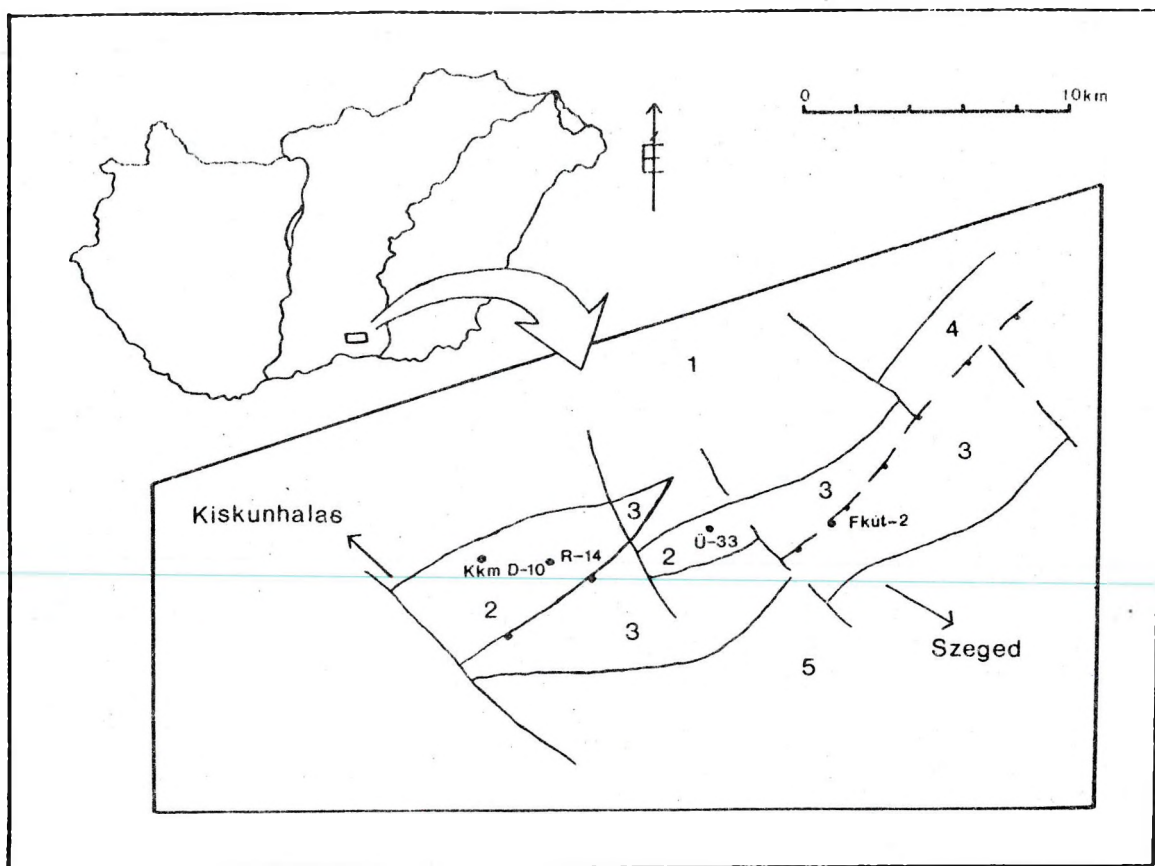 0 10km
É
1
4
3
Kiskunhalas
3
3
Fkút-2
2
Ü-33
Kkm D-10
R-14
2
3
5
Szeged